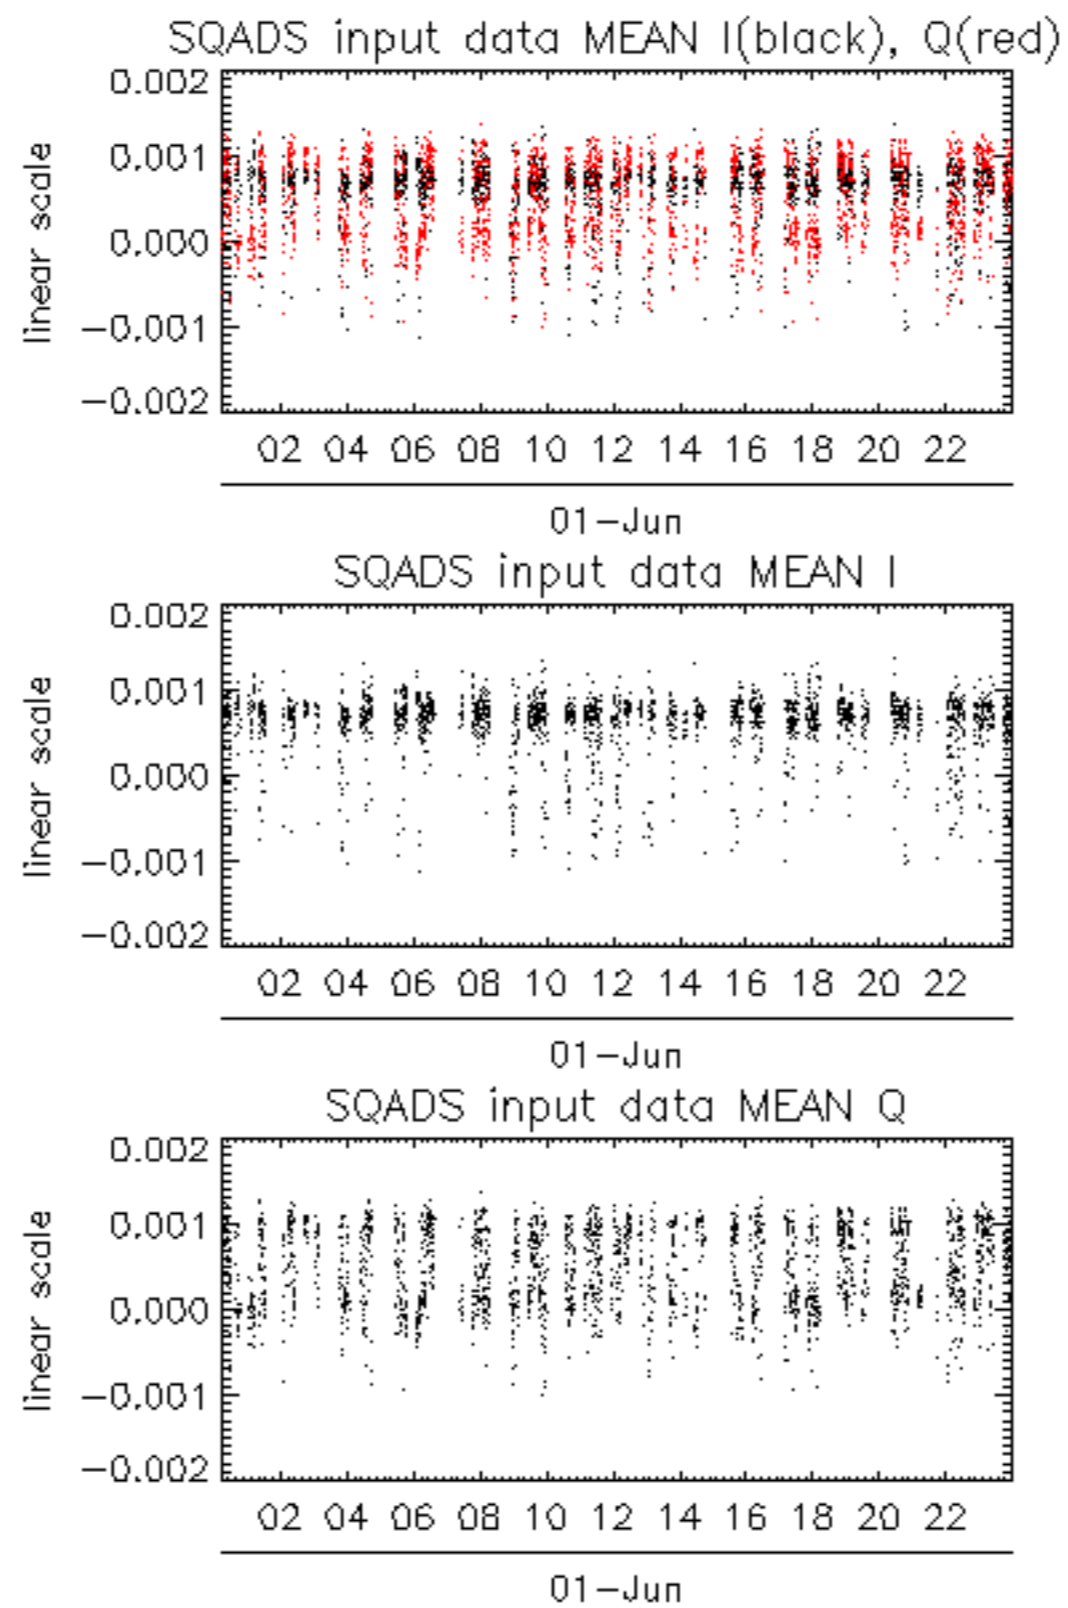 SQADS input data MEAN I(black), Q(red)
0.002
0.001
0.000
−0.001
−0.002
linear scale
02 04 06 08 10 12 14 16 18 20 22
01−Jun
SQADS input data MEAN I
0.002
0.001
0.000
−0.001
−0.002
linear scale
02 04 06 08 10 12 14 16 18 20 22
01−Jun
SQADS input data MEAN Q
0.002
0.001
0.000
−0.001
−0.002
linear scale
02 04 06 08 10 12 14 16 18 20 22
01−Jun